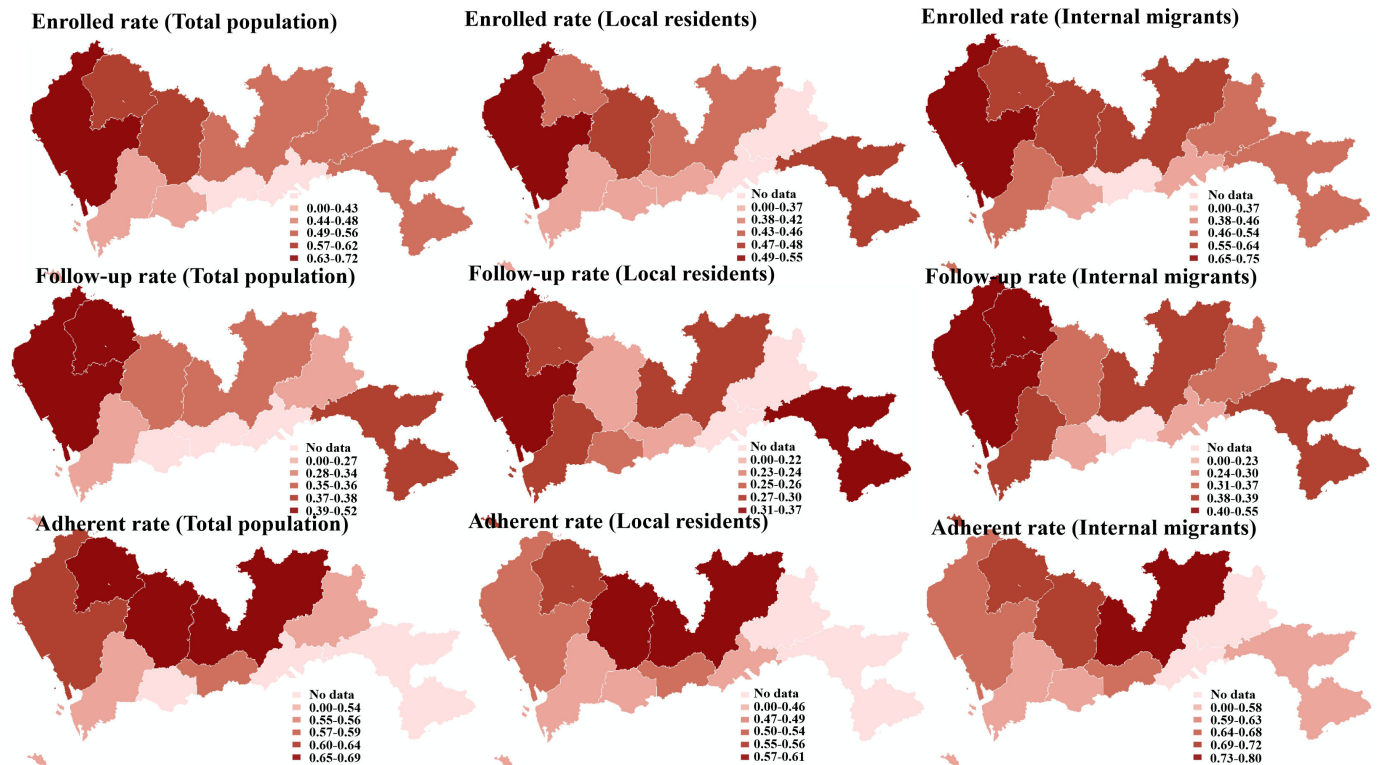 Enrolled rate (Total population)
0.00-0.43
0.44-0.48
0.49-0.56
0.57-0.62
0.63-0.72
Enrolled rate (Local residents)
No data
0.00-0.37
0.38-0.42
0.43-0.46
0.47-0.48
0.49-0.55
Enrolled rate (Internal migrants)
No data
0.00-0.37
0.38-0.46
0.46-0.54
0.55-0.64
0.65-0.75
Follow-up rate (Total population)
No data
0.00-0.27
0.28-0.34
0.35-0.36
0.37-0.38
0.39-0.52
Follow-up rate (Local residents)
No data
0.00-0.22
0.23-0.24
0.25-0.26
0.27-0.30
0.31-0.37
Follow-up rate (Internal migrants)
No data
0.00-0.23
0.24-0.30
0.31-0.37
0.38-0.39
0.40-0.55
Adherent rate (Total population)
No data
0.00-0.54
0.55-0.56
0.57-0.59
0.60-0.64
0.65-0.69
Adherent rate (Local residents)
No data
0.00-0.46
0.47-0.49
0.50-0.54
0.55-0.56
0.57-0.61
Adherent rate (Internal migrants)
No data
0.00-0.58
0.59-0.63
0.64-0.68
0.69-0.72
0.73-0.80